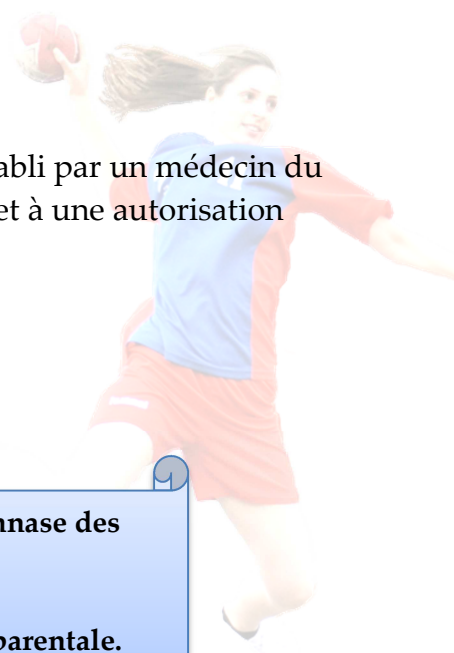 abli par un médecin du
et à une autorisation
nnase des
parentale.